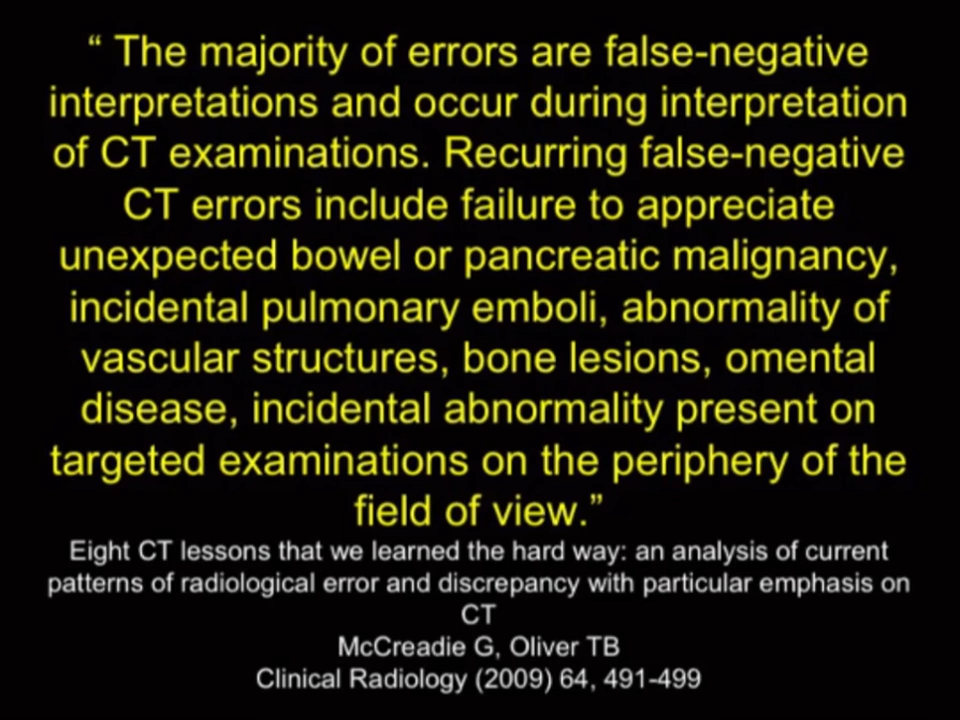 “ The majority of errors are false-negative
interpretations and occur during interpretation
of CT examinations. Recurring false-negative
CT errors include failure to appreciate
unexpected bowel or pancreatic malignancy,
incidental pulmonary emboli, abnormality of
vascular structures, bone lesions, omental
disease, incidental abnormality present on
targeted examinations on the periphery of the
field of view.”
Eight CT lessons that we learned the hard way: an analysis of current
patterns of radiological error and discrepancy with particular emphasis on
CT
McCreadie G, Oliver TB
Clinical Radiology (2009) 64, 491-499